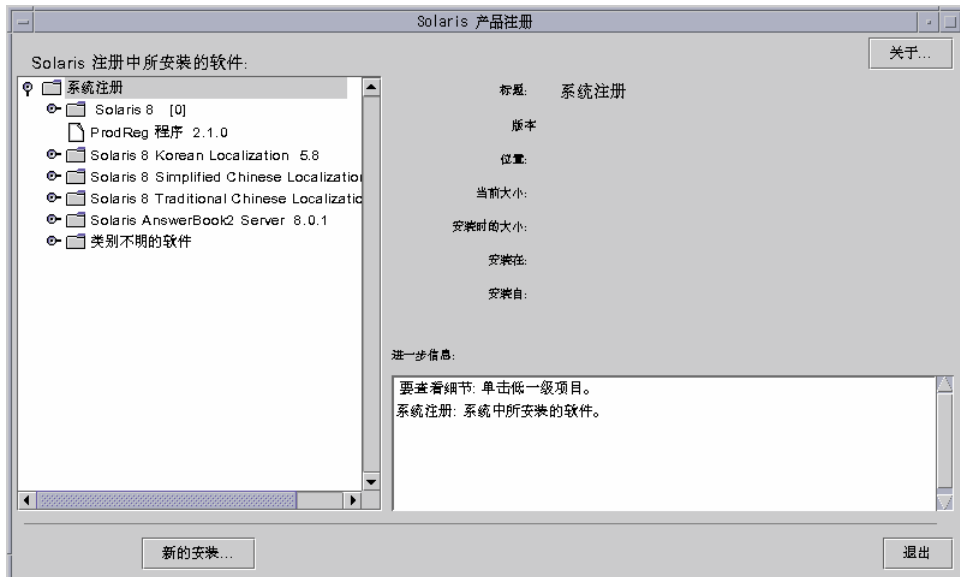 Solaris 产品注册
Solaris 注册中所安装的软件:
关于...
系统注册
Solaris 8 [0]
ProdReg 程序 2.1.0
Solaris 8 Korean Localization 5.8
Solaris 8 Simplified Chinese Localization
Solaris 8 Traditional Chinese Localizatio
Solaris AnswerBook2 Server 8.0.1
类别不明的软件
标题: 系统注册
版本
位置:
当前大小:
安装时的大小:
安装在:
安装自:
进一步信息:
要查看细节: 单击低一级项目。
系统注册: 系统中所安装的软件。
新的安装...
退出